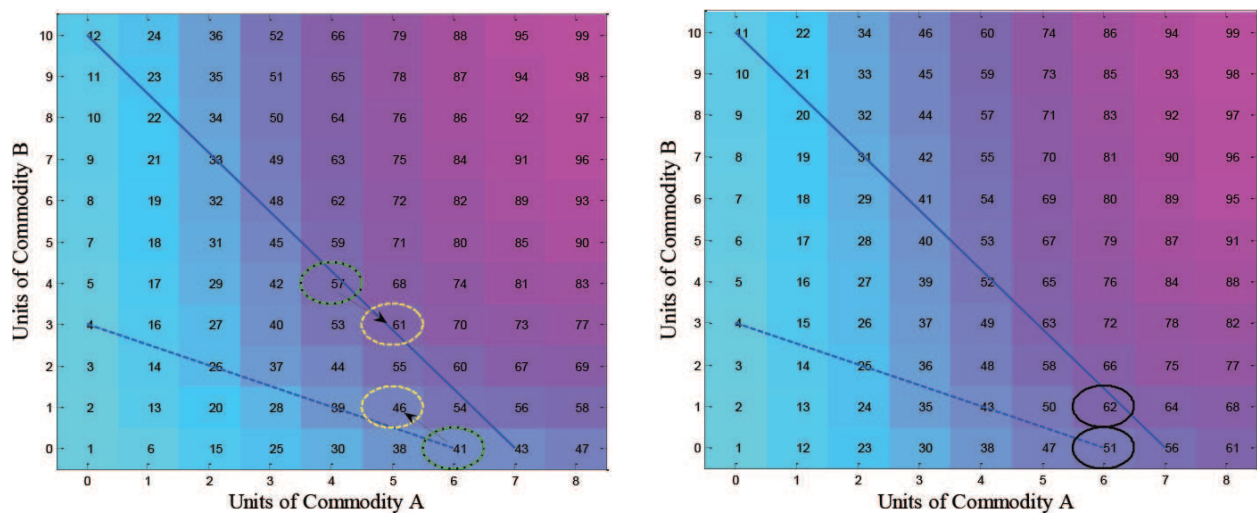 10 12 24 36 52 66 79 88 95 99
9 11 23 35 51 65 78 87 94 98
8 10 22 34 50 64 76 86 92 97
7 9 21 33 49 63 75 84 91 96
6 8 19 32 48 62 72 82 89 93
5 7 18 31 45 59 71 80 85 90
4 5 17 29 42 57 68 74 81 83
3 4 16 27 40 53 61 70 73 77
2 3 14 26 37 44 55 60 67 69
1 2 13 20 28 39 46 54 56 58
0 1 6 15 25 30 38 41 43 47
0 1 2 3 4 5 6 7 8
Units of Commodity A
Units of Commodity B
10 11 22 34 46 60 74 86 94 99
9 10 21 33 45 59 73 85 93 98
8 9 20 32 44 57 71 83 92 97
7 8 19 31 42 55 70 81 90 96
6 7 18 29 41 54 69 80 89 95
5 6 17 28 40 53 67 79 87 91
4 5 16 27 39 52 65 76 84 88
3 4 15 26 37 49 63 72 78 82
2 3 14 25 36 48 58 66 75 77
1 2 13 24 35 43 50 62 64 68
0 1 12 23 30 38 47 51 56 61
0 1 2 3 4 5 6 7 8
Units of Commodity A
Units of Commodity B